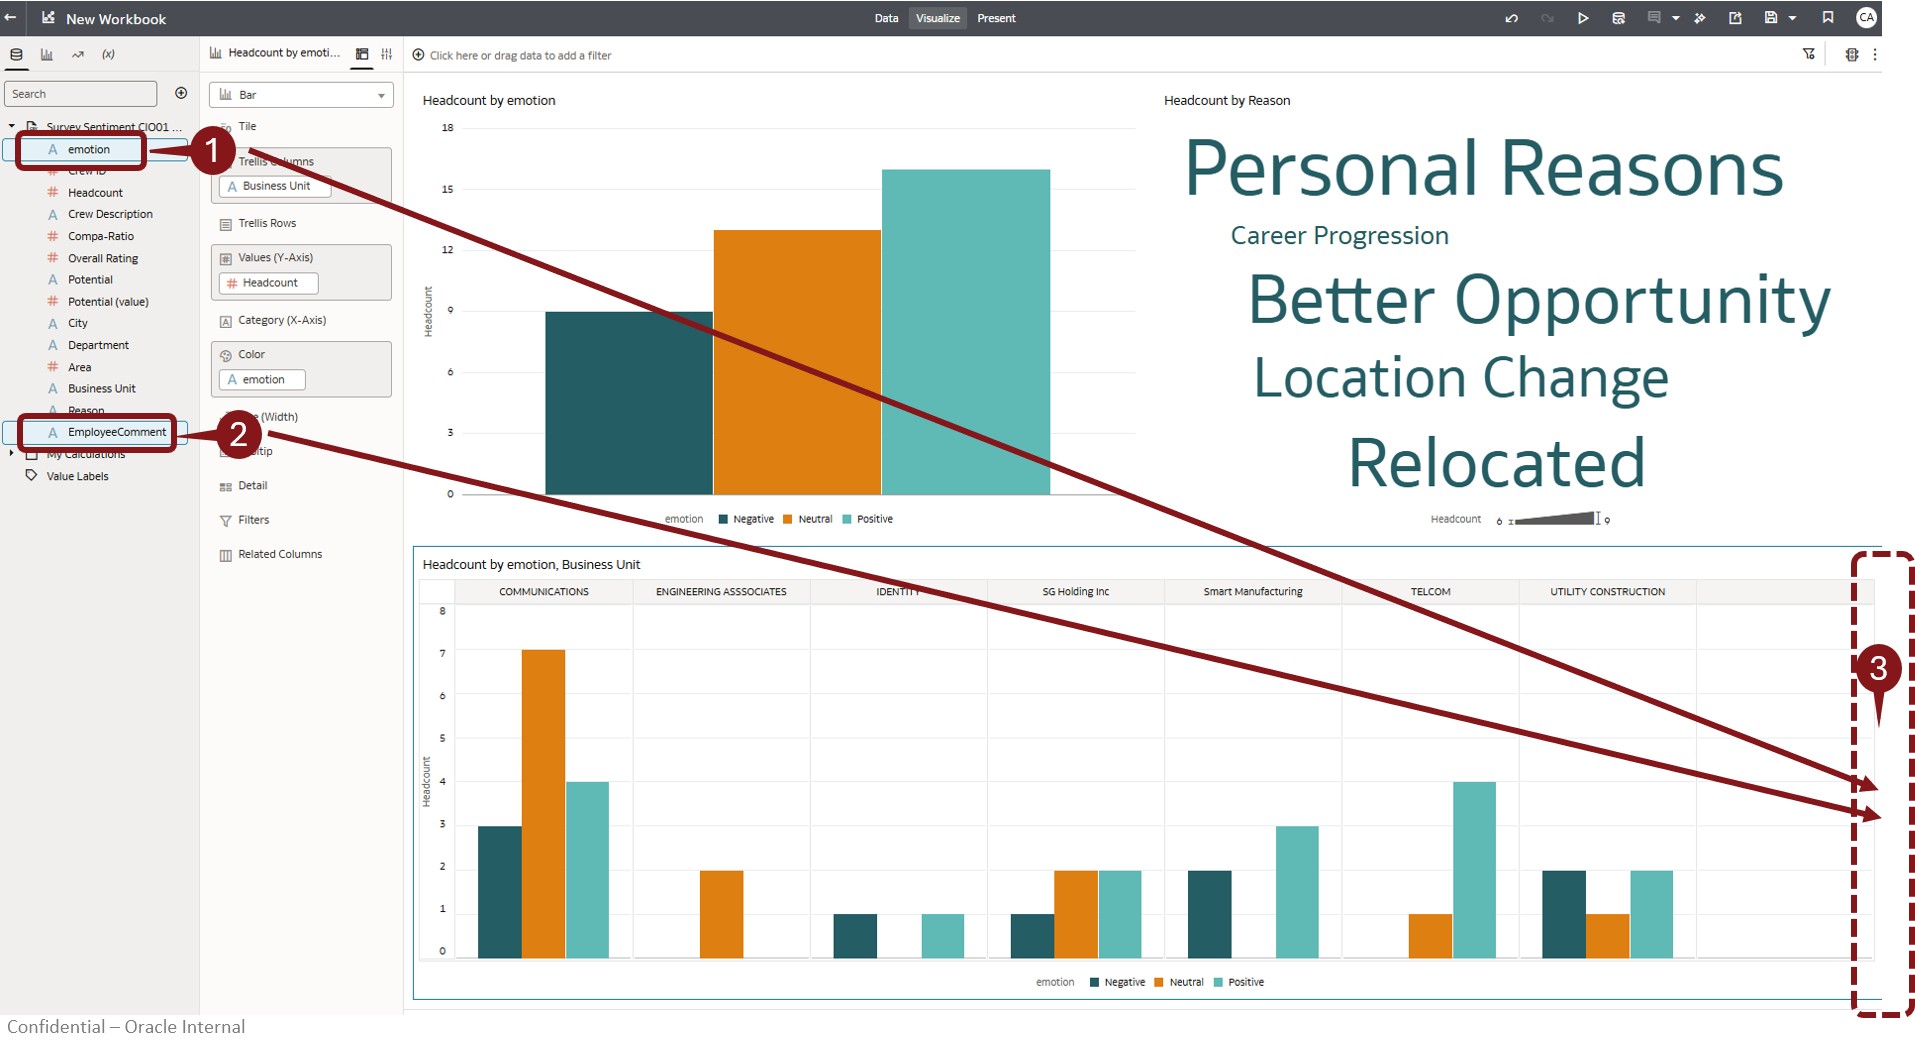 New Workbook
Data Visualize Present
CA
(x)
Headcount by emoti...
Click here or drag data to add a filter
Search
Bar
Survey Sentiment CIO01 ...
emotion
Crew ID
Headcount
Crew Description
Compa-Ratio
Overall Rating
Potential
Potential (value)
City
Department
Area
Business Unit
Reason
EmployeeComment
My Calculations
Value Labels
1
2
3
Tile
Trellis Columns
A Business Unit
Trellis Rows
Values (Y-Axis)
# Headcount
Category (X-Axis)
Color
A emotion
(Width)
Detail
Filters
Related Columns
Headcount by emotion
18
15
12
9
6
3
0
Headcount
emotion Negative Neutral Positive
Headcount by Reason
Personal Reasons
Career Progression
Better Opportunity
Location Change
Relocated
Headcount 6 9
Headcount by emotion, Business Unit
COMMUNICATIONS ENGINEERING ASSSOCIATES IDENTITY SG Holding Inc Smart Manufacturing TELCOM UTILITY CONSTRUCTION
8
7
6
5
4
3
2
1
0
Headcount
emotion Negative Neutral Positive
Confidential – Oracle Internal